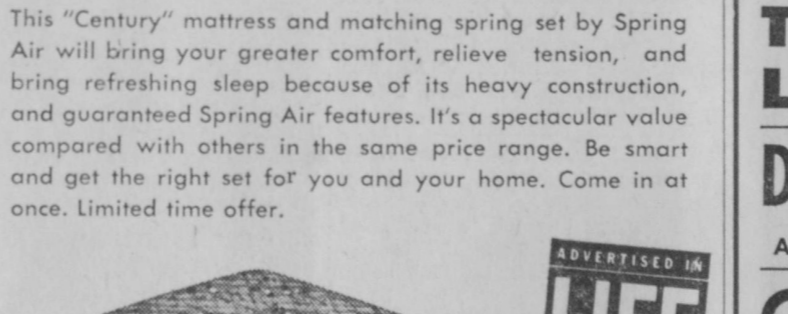 This "Century" mattress and matching spring set by Spring
Air will bring your greater comfort, relieve tension, and
bring refreshing sleep because of its heavy construction,
and guaranteed Spring Air features. It's a spectacular value
compared with others in the same price range. Be smart
and get the right set for you and your home. Come in at
once. Limited time offer.
ADVERTISED IN
LIFE
T
L
D
A